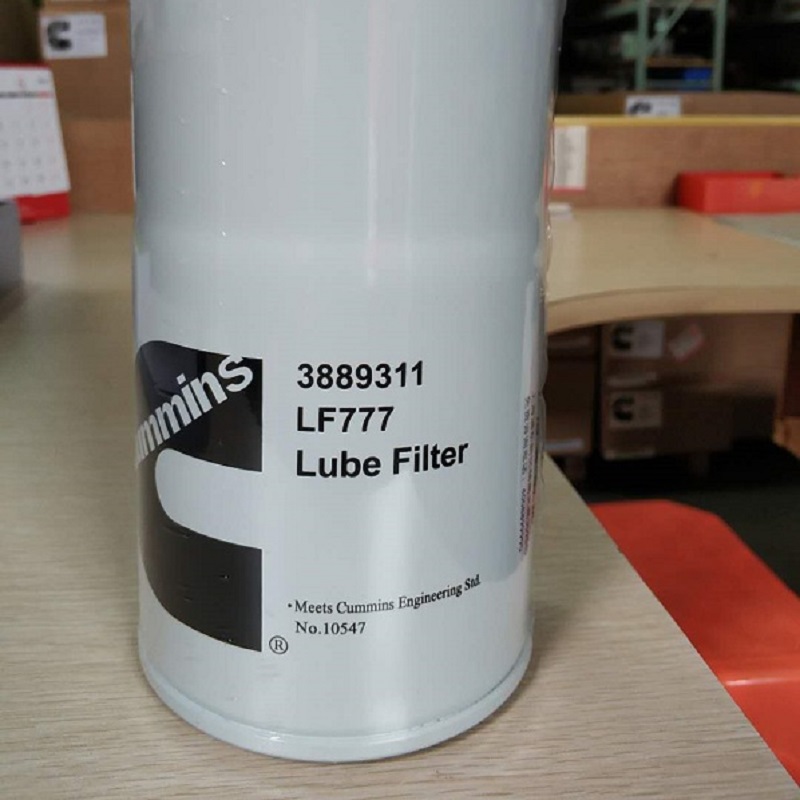 cummins
3889311
LF777
Lube Filter
®
•Meets Cummins Engineering Std.
No.10547